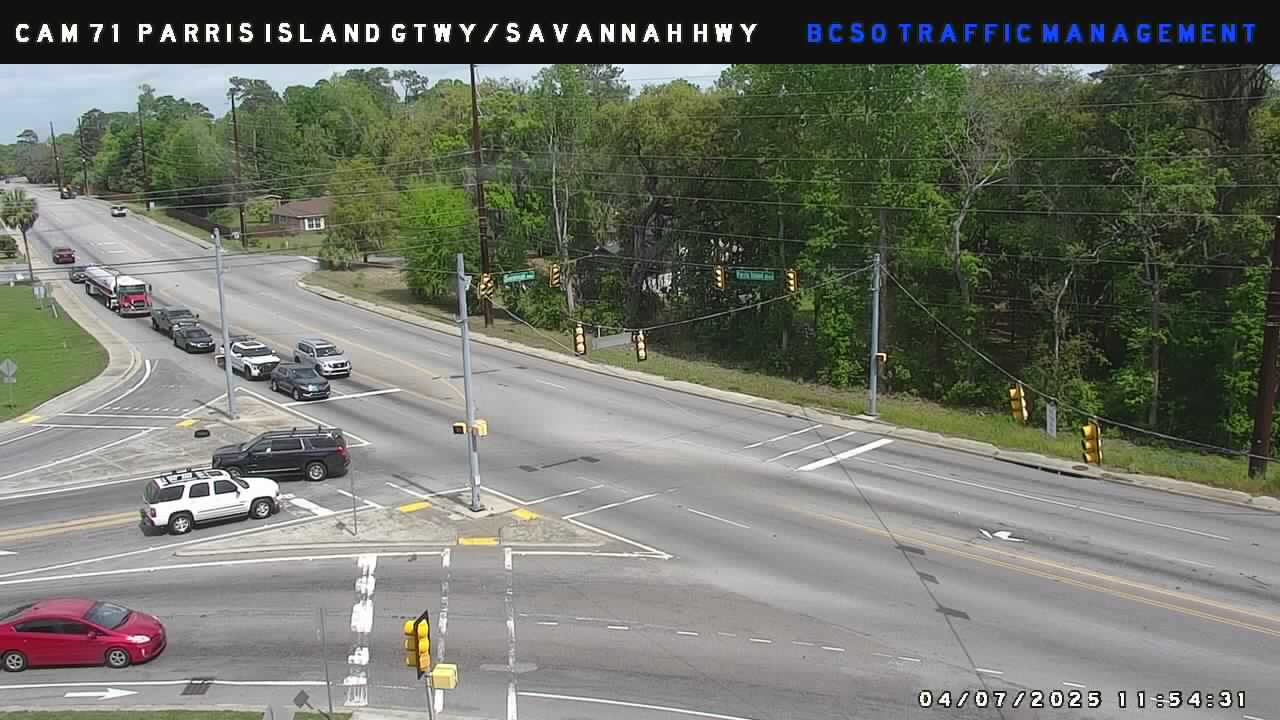 CAM 71 PARRIS ISLAND GTWY/SAVANNAH HWY
BCSO TRAFFIC MANAGEMENT
04/07/2025 11:54:31